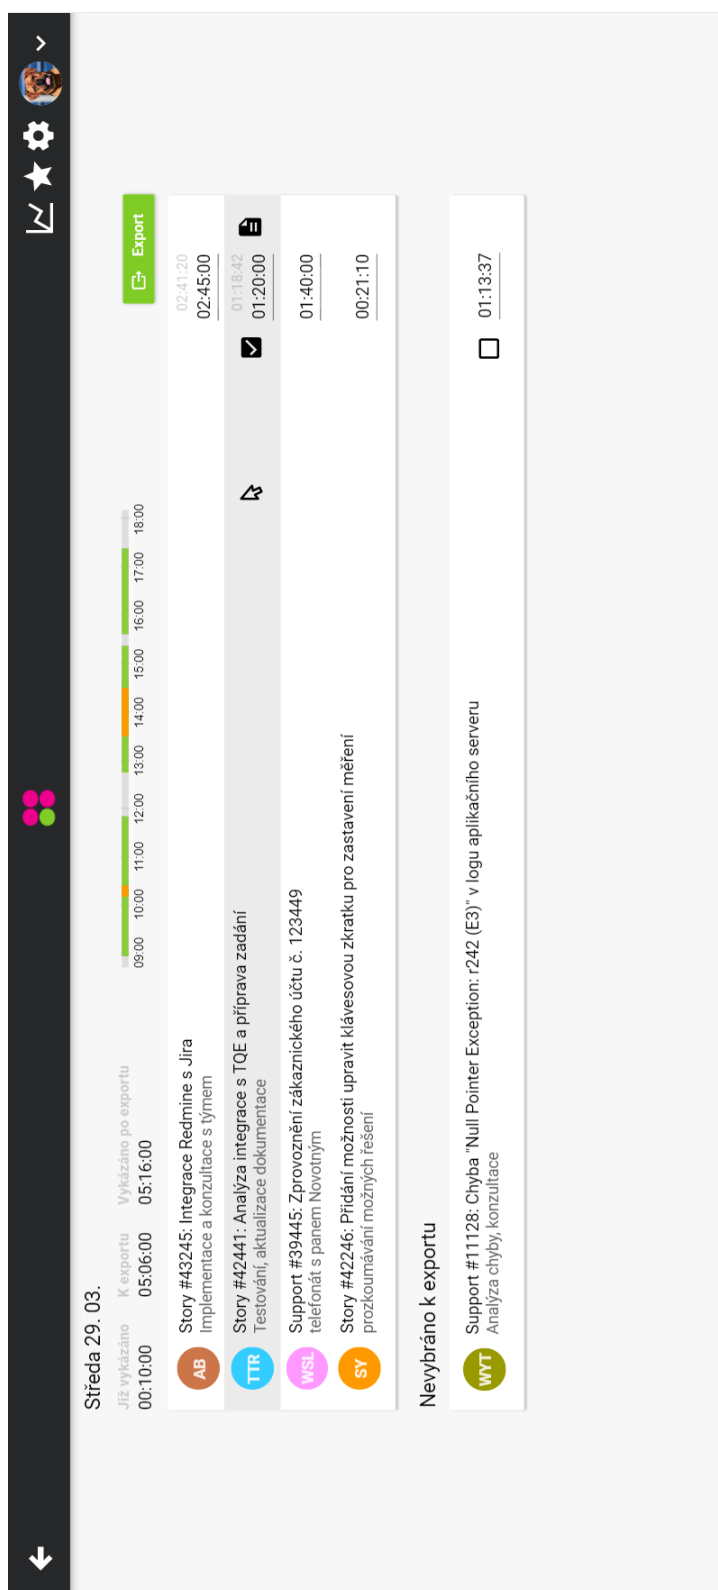 Středa 29. 03.
Již vykázáno K exportu Vykázáno po exportu
00:10:00 05:06:00 05:16:00
09:00 10:00 11:00 12:00 13:00 14:00 15:00 16:00 17:00 18:00
Export
AB
Story #43245: Integrace Redmine s Jira
Implementace a konzultace s týmem
02:41:20
02:45:00
TTR
Story #42441: Analýza integrace s TQE a příprava zadání
Testování, aktualizace dokumentace
01:18:42
01:20:00
WSL
Support #39445: Zprovoznění zákaznického účtu č. 123449
telefonát s panem Novotným
01:40:00
SY
Story #42246: Přidání možnosti upravit klávesovou zkratku pro zastavení měření
prozkoumávání možných řešení
00:21:10
Nevybráno k exportu
WYT
Support #11128: Chyba "Null Pointer Exception: r242 (E3)" v logu aplikačního serveru
Analýza chyby, konzultace
01:13:37